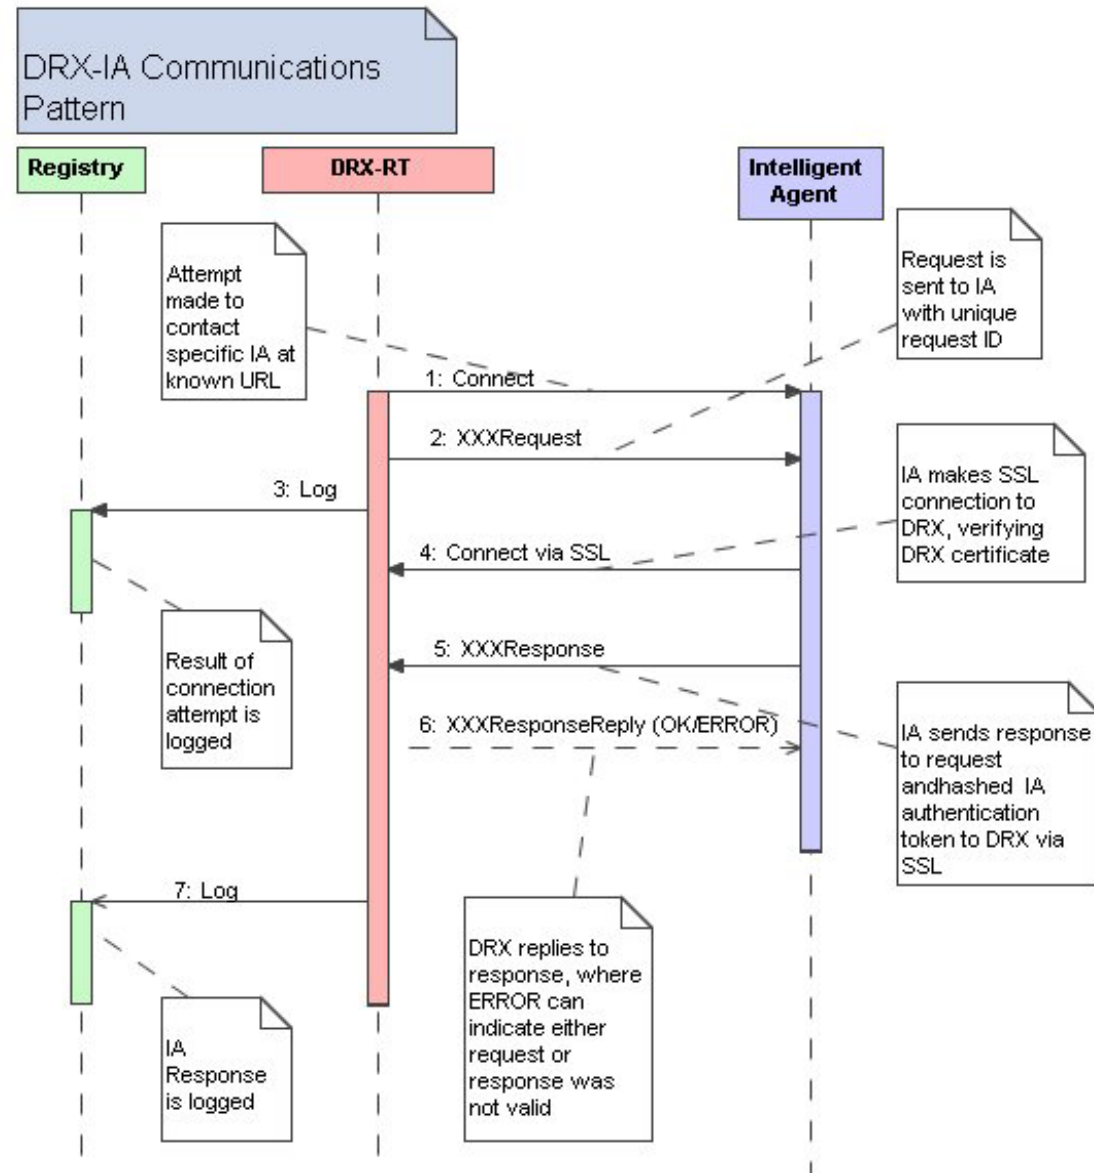 DRX-IA Communications
Pattern
Registry
DRX-RT
Intelligent
Agent
Attempt
made to
contact
specific IA at
known URL
Request is
sent to IA
with unique
request ID
1: Connect
2: XXXRequest
3: Log
IA makes SSL
connection to
DRX, verifying
DRX certificate
4: Connect via SSL
Result of
connection
attempt is
logged
5: XXXResponse
6: XXXResponseReply (OK/ERROR)
IA sends response
to request
andhashed IA
authentication
token to DRX via
SSL
7: Log
DRX replies to
response, where
ERROR can
indicate either
request or
response was
not valid
IA
Response
is logged